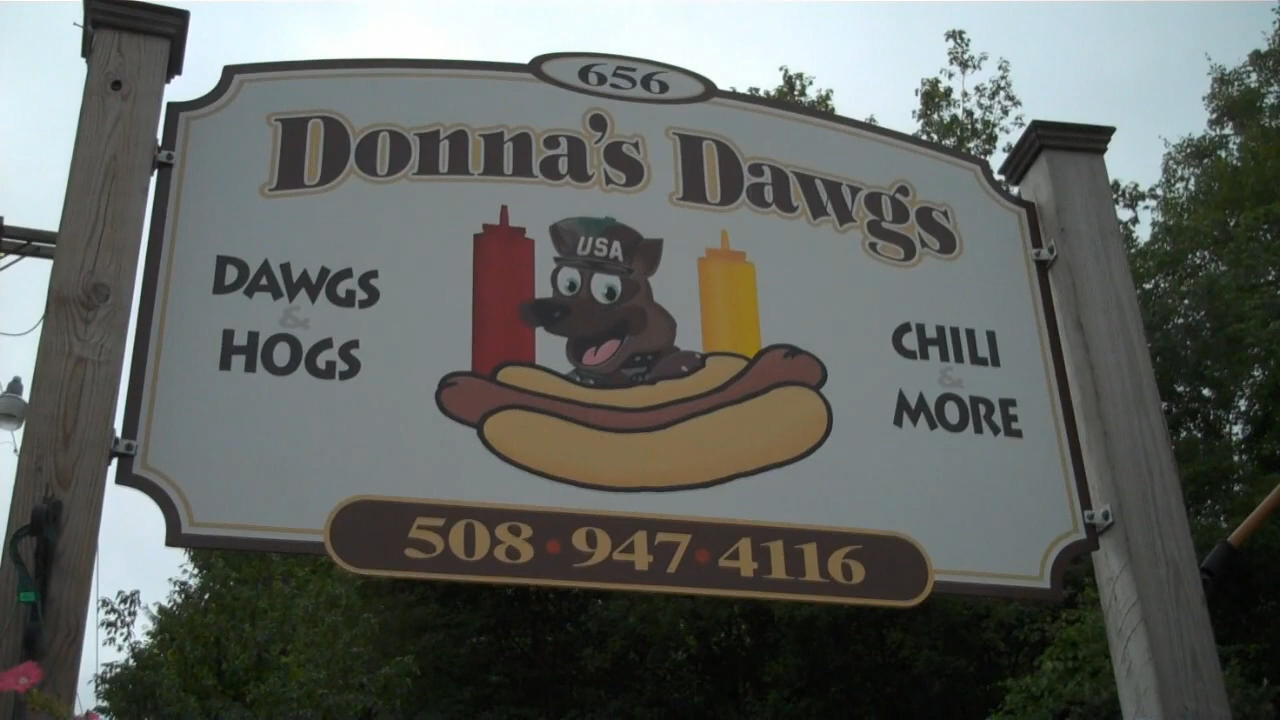 656
Donna's Dawgs
USA
DAWGS
&
HOGS
CHILI
&
MORE
508·947·4116